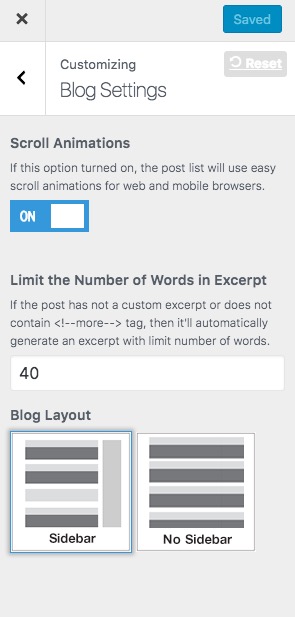 Saved
Customizing
Reset
Blog Settings
Scroll Animations
If this option turned on, the post list will use easy
scroll animations for web and mobile browsers.
ON
Limit the Number of Words in Excerpt
If the post has not a custom excerpt or does not
contain <!--more--> tag, then it'll automatically
generate an excerpt with limit number of words.
40
Blog Layout
Sidebar
No Sidebar